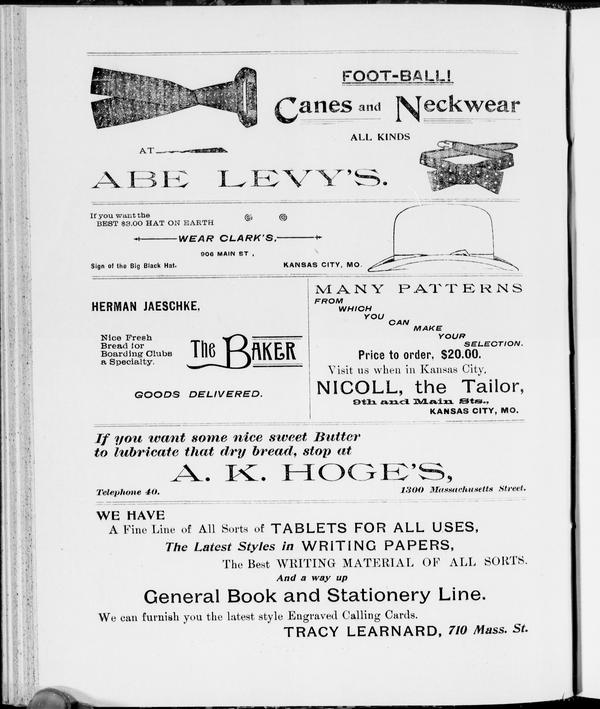 FOOT-BALL!
Canes and Neckwear
ALL KINDS
AT
ABE LEVY'S.
If you want the
BEST $3.00 HAT ON EARTH
WEAR CLARK'S,
906 MAIN ST,
Sign of the Big Black Hat.
KANSAS CITY, MO.
HERMAN JAESCHKE,
Nice Fresh
Bread for
Boarding Clubs
a Specialty.
The BAKER
GOODS DELIVERED.
MANY PATTERNS
FROM
WHICH
YOU
CAN
MAKE
YOUR
SELECTION.
Price to order, $20.00.
Visit us when in Kansas City.
NICOLL, the Tailor,
9th and Main Sts.,
KANSAS CITY, MO.
If you want some nice sweet Butter
to lubricate that dry bread, stop at
A. K. HOGE'S,
Telephone 40.
1300 Massachusetts Street.
WE HAVE
A Fine Line of All Sorts of TABLETS FOR ALL USES,
The Latest Styles in WRITING PAPERS,
The Best WRITING MATERIAL OF ALL SORTS.
And a way up
General Book and Stationery Line.
We can furnish you the latest style Engraved Calling Cards.
TRACY LEARNARD, 710 Mass. St.